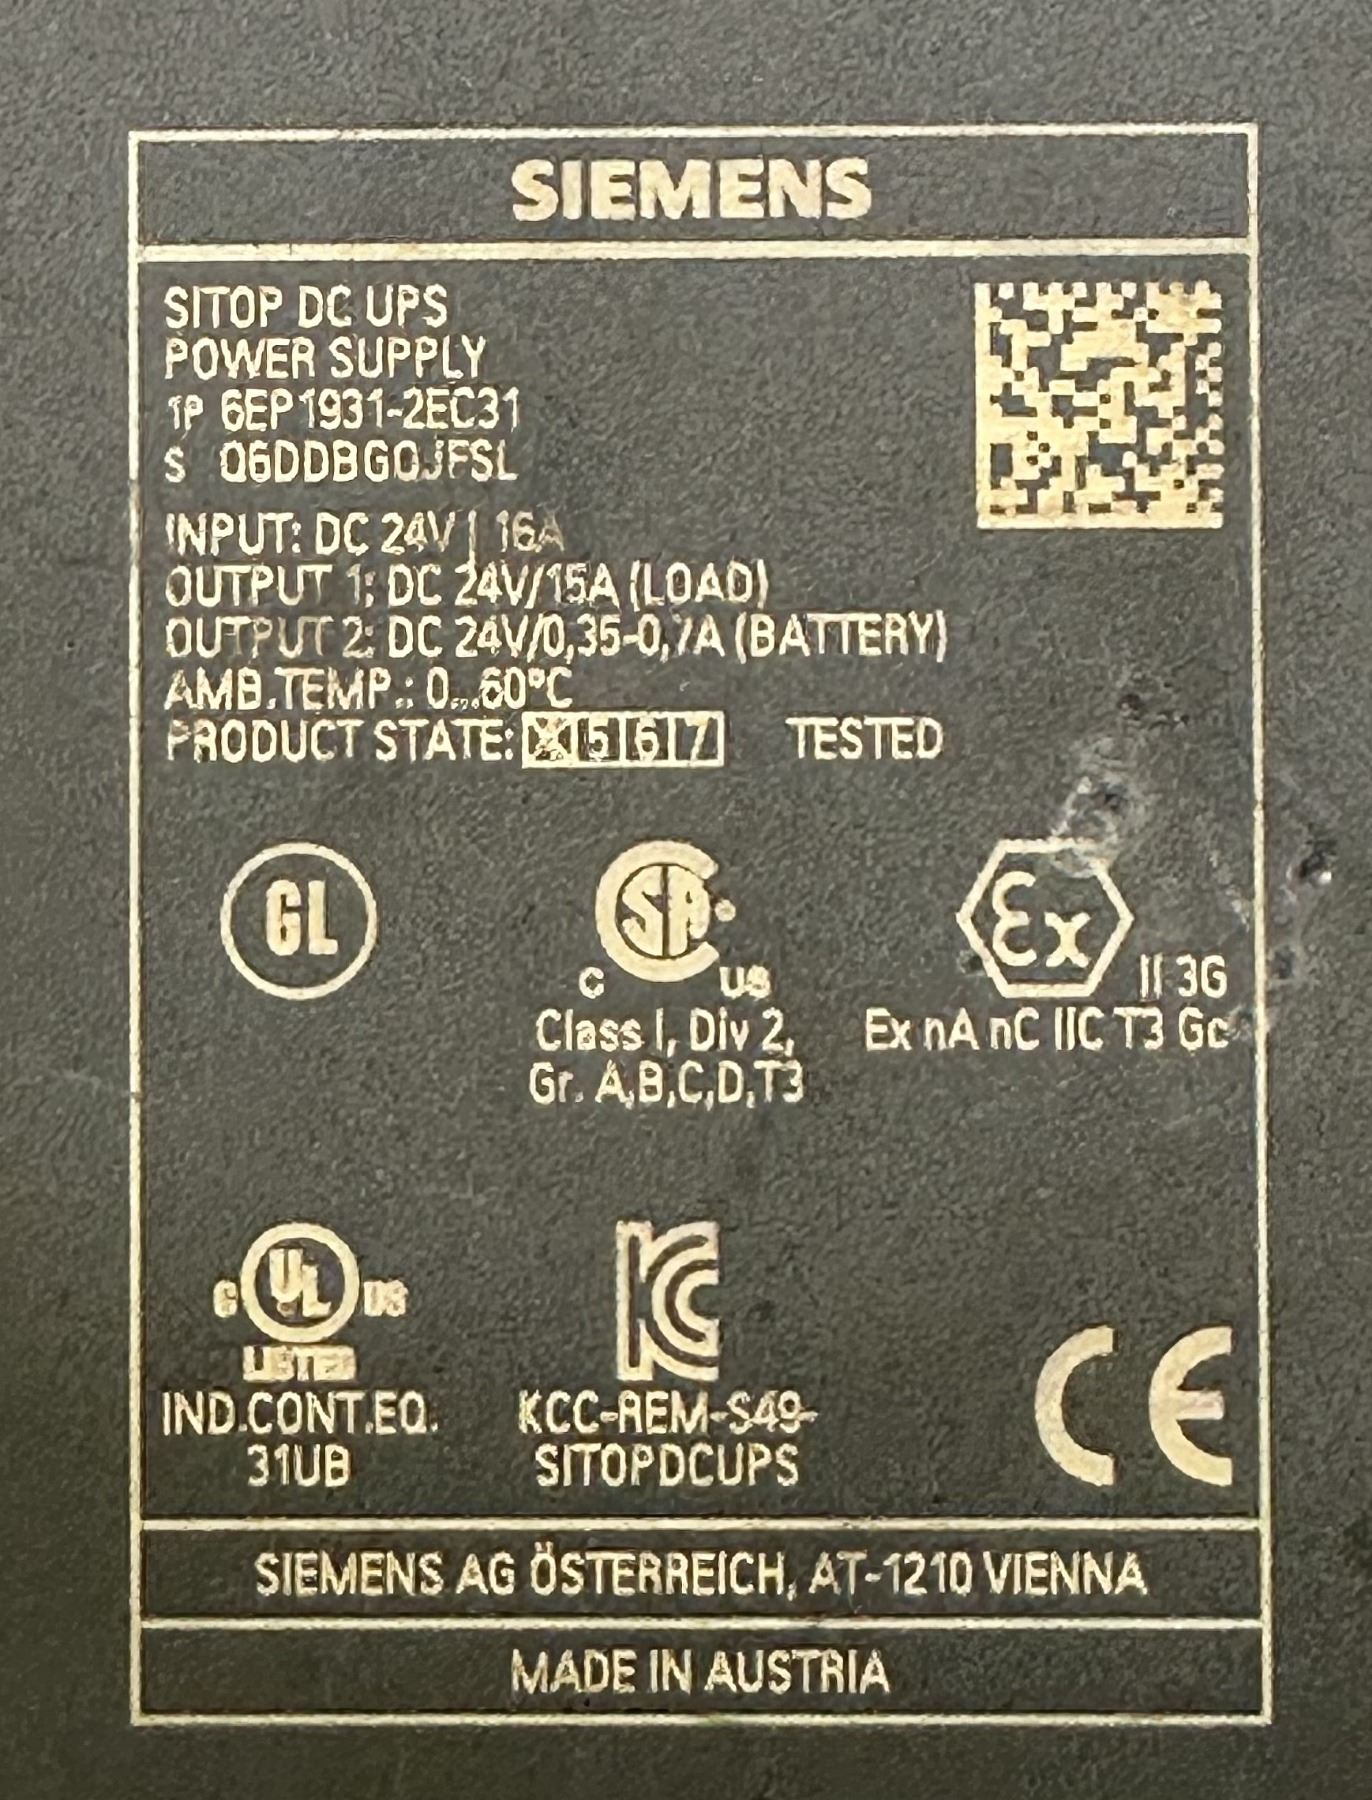 SIEMENS
SITOP DC UPS
POWER SUPPLY
1P 6EP1931-2EC31
S Q6DDBG0JFSL
INPUT: DC 24V | 16A
OUTPUT 1: DC 24V/15A (LOAD)
OUTPUT 2: DC 24V/0,35-0,7A (BATTERY)
AMB.TEMP.: 0...60°C
PRODUCT STATE: X 5 6 7 TESTED
GL
SA
C US
Class I, Div 2,
Gr. A,B,C,D,T3
Ex II 3G
Ex nA nC IIC T3 Gc
C UL US
LISTED
IND.CONT.EQ.
31UB
KC
KCC-REM-S49-
SITOPDCUPS
CE
SIEMENS AG ÖSTERREICH, AT-1210 VIENNA
MADE IN AUSTRIA